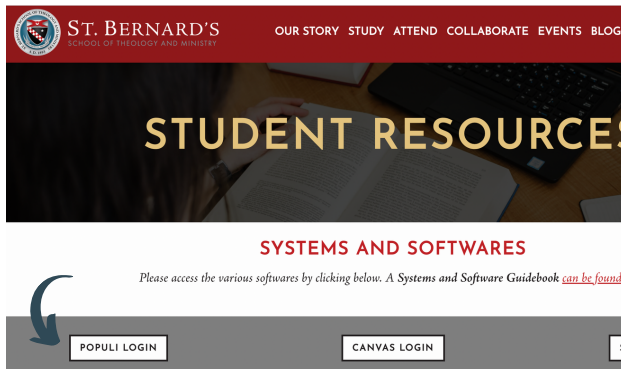 ST. BERNARD'S
SCHOOL OF THEOLOGY AND MINISTRY
OUR STORY STUDY ATTEND COLLABORATE EVENTS BLOG
STUDENT RESOURCES
SYSTEMS AND SOFTWARES
Please access the various softwares by clicking below. A Systems and Software Guidebook can be found
POPULI LOGIN
CANVAS LOGIN